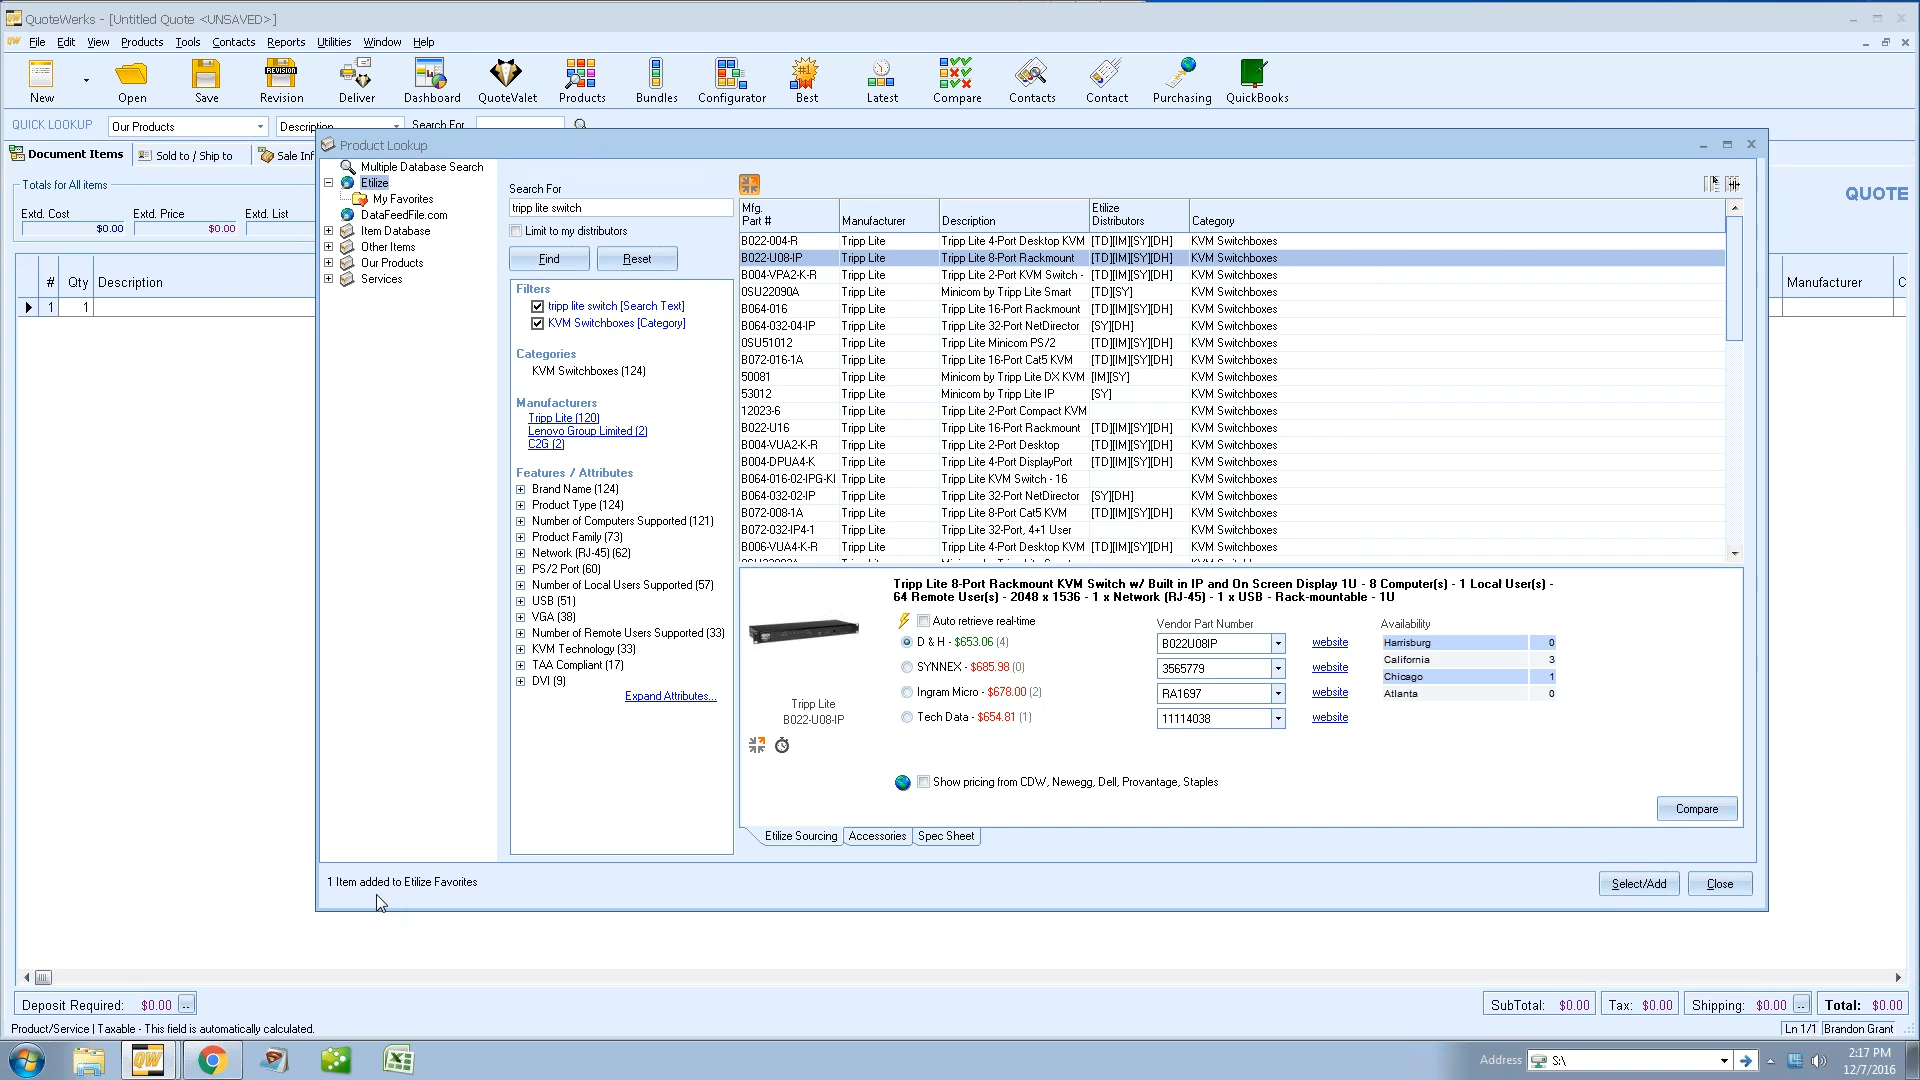 QuoteWerks - [Untitled Quote <UNSAVED>]
File Edit View Products Tools Contacts Reports Utilities Window Help
New Open Save Revision Deliver Dashboard QuoteValet Products Bundles Configurator Best Latest Compare Contacts Contact Purchasing QuickBooks
QUICK LOOKUP Our Products Description Search For
Document Items Sold to / Ship to Sale Inf
Totals for All items
Extd. Cost Extd. Price Extd. List
$0.00 $0.00
QUOTE
# Qty Description Manufacturer C
1 1
Product Lookup
Multiple Database Search
Etilize
My Favorites
DataFeedFile.com
Item Database
Other Items
Our Products
Services
Search For
tripp lite switch
Limit to my distributors
Find Reset
Filters
tripp lite switch [Search Text]
KVM Switchboxes [Category]
Categories
KVM Switchboxes (124)
Manufacturers
Tripp Lite (120)
Lenovo Group Limited (2)
C2G (2)
Features / Attributes
Brand Name (124)
Product Type (124)
Number of Computers Supported (121)
Product Family (73)
Network (RJ-45) (62)
PS/2 Port (60)
Number of Local Users Supported (57)
USB (51)
VGA (38)
Number of Remote Users Supported (33)
KVM Technology (33)
TAA Compliant (17)
DVI (9)
Expand Attributes...
Mfg. Part # Manufacturer Description Etilize Distributors Category
B022-004-R Tripp Lite Tripp Lite 4-Port Desktop KVM [TD][IM][SY][DH] KVM Switchboxes
B022-U08-IP Tripp Lite Tripp Lite 8-Port Rackmount [TD][IM][SY][DH] KVM Switchboxes
B004-VPA2-K-R Tripp Lite Tripp Lite 2-Port KVM Switch - [TD][IM][SY][DH] KVM Switchboxes
0SU22090A Tripp Lite Minicom by Tripp Lite Smart [TD][SY] KVM Switchboxes
B064-016 Tripp Lite Tripp Lite 16-Port Rackmount [TD][IM][SY][DH] KVM Switchboxes
B064-032-04-IP Tripp Lite Tripp Lite 32-Port NetDirector [SY][DH] KVM Switchboxes
0SU51012 Tripp Lite Tripp Lite Minicom PS/2 [TD][IM][SY][DH] KVM Switchboxes
B072-016-1A Tripp Lite Tripp Lite 16-Port Cat5 KVM [TD][IM][SY][DH] KVM Switchboxes
50081 Tripp Lite Minicom by Tripp Lite DX KVM [IM][SY] KVM Switchboxes
53012 Tripp Lite Minicom by Tripp Lite IP [SY] KVM Switchboxes
12023-6 Tripp Lite Tripp Lite 2-Port Compact KVM KVM Switchboxes
B022-U16 Tripp Lite Tripp Lite 16-Port Rackmount [TD][IM][SY][DH] KVM Switchboxes
B004-VUA2-K-R Tripp Lite Tripp Lite 2-Port Desktop [TD][IM][SY][DH] KVM Switchboxes
B004-DPUA4-K Tripp Lite Tripp Lite 4-Port DisplayPort [TD][IM][SY][DH] KVM Switchboxes
B064-016-02-IPG-KI Tripp Lite Tripp Lite KVM Switch - 16 KVM Switchboxes
B064-032-02-IP Tripp Lite Tripp Lite 32-Port NetDirector [SY][DH] KVM Switchboxes
B072-008-1A Tripp Lite Tripp Lite 8-Port Cat5 KVM [TD][IM][SY][DH] KVM Switchboxes
B072-032-IP4-1 Tripp Lite Tripp Lite 32-Port, 4+1 User KVM Switchboxes
B006-VUA4-K-R Tripp Lite Tripp Lite 4-Port Desktop KVM [TD][IM][SY][DH] KVM Switchboxes
Tripp Lite 8-Port Rackmount KVM Switch w/ Built in IP and On Screen Display 1U - 8 Computer(s) - 1 Local User(s) -
64 Remote User(s) - 2048 x 1536 - 1 x Network (RJ-45) - 1 x USB - Rack-mountable - 1U
Auto retrieve real-time Vendor Part Number Availability
D & H - $653.06 (4) B022U08IP website
SYNNEX - $685.98 (0) 3565779 website
Ingram Micro - $678.00 (2) RA1697 website
Tech Data - $654.81 (1) 11114038 website
Harrisburg 0
California 3
Chicago 1
Atlanta 0
Tripp Lite
B022-U08-IP
Show pricing from CDW, Newegg, Dell, Provantage, Staples
Compare
Etilize Sourcing Accessories Spec Sheet
1 Item added to Etilize Favorites
Select/Add Close
Deposit Required: $0.00 ... SubTotal: $0.00 Tax: $0.00 Shipping: $0.00 ... Total: $0.00
Product/Service | Taxable - This field is automatically calculated. Ln 1/1 Brandon Grant
Address S:\
2:17 PM
12/7/2016